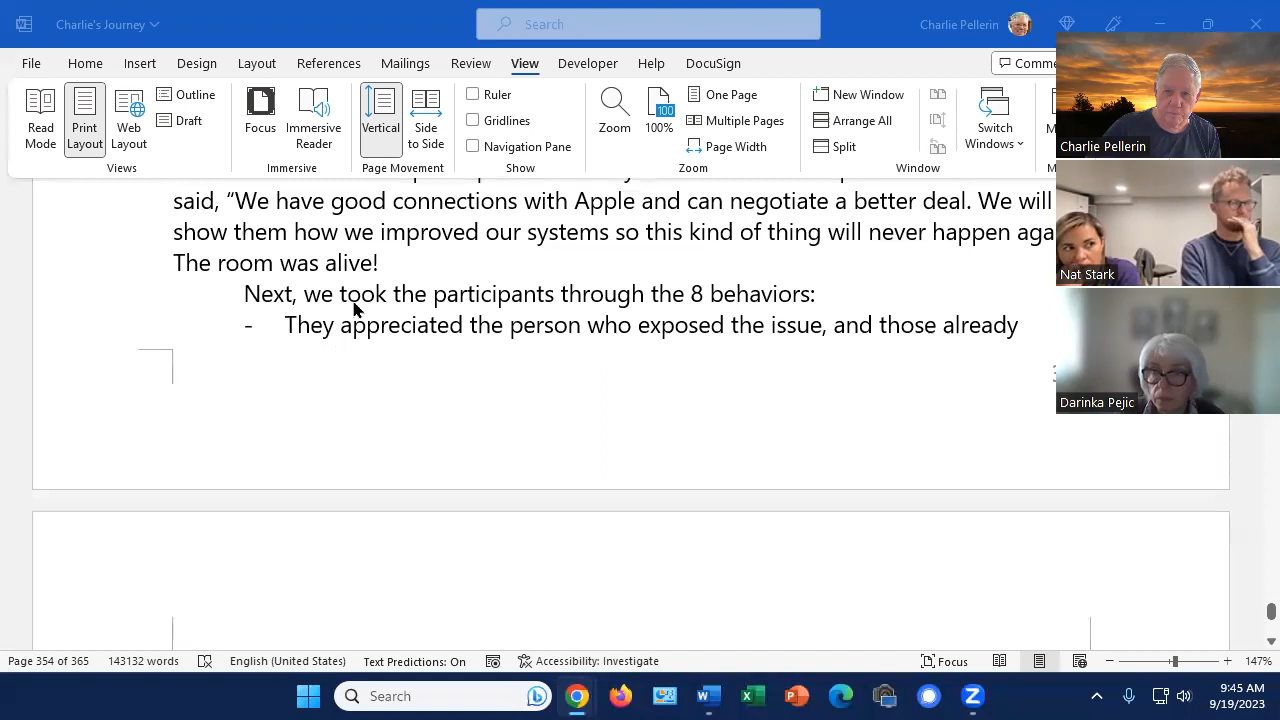 Charlie's Journey
Search
Charlie Pellerin
File Home Insert Design Layout References Mailings Review View Developer Help DocuSign
Read Mode
Print Layout
Web Layout
Outline
Draft
Views
Focus
Immersive Reader
Immersive
Vertical
Side to Side
Page Movement
Ruler
Gridlines
Navigation Pane
Show
Zoom
100
100%
One Page
Multiple Pages
Page Width
Zoom
New Window
Arrange All
Split
Switch Windows
Window
Charlie Pellerin
Nat Stark
Darinka Pejic
said, “We have good connections with Apple and can negotiate a better deal. We will
show them how we improved our systems so this kind of thing will never happen
The room was alive!
Next, we took the participants through the 8 behaviors:
- They appreciated the person who exposed the issue, and those already
Page 354 of 365 143132 words English (United States) Text Predictions: On Accessibility: Investigate Focus 147%
Search
9:45 AM
9/19/2023